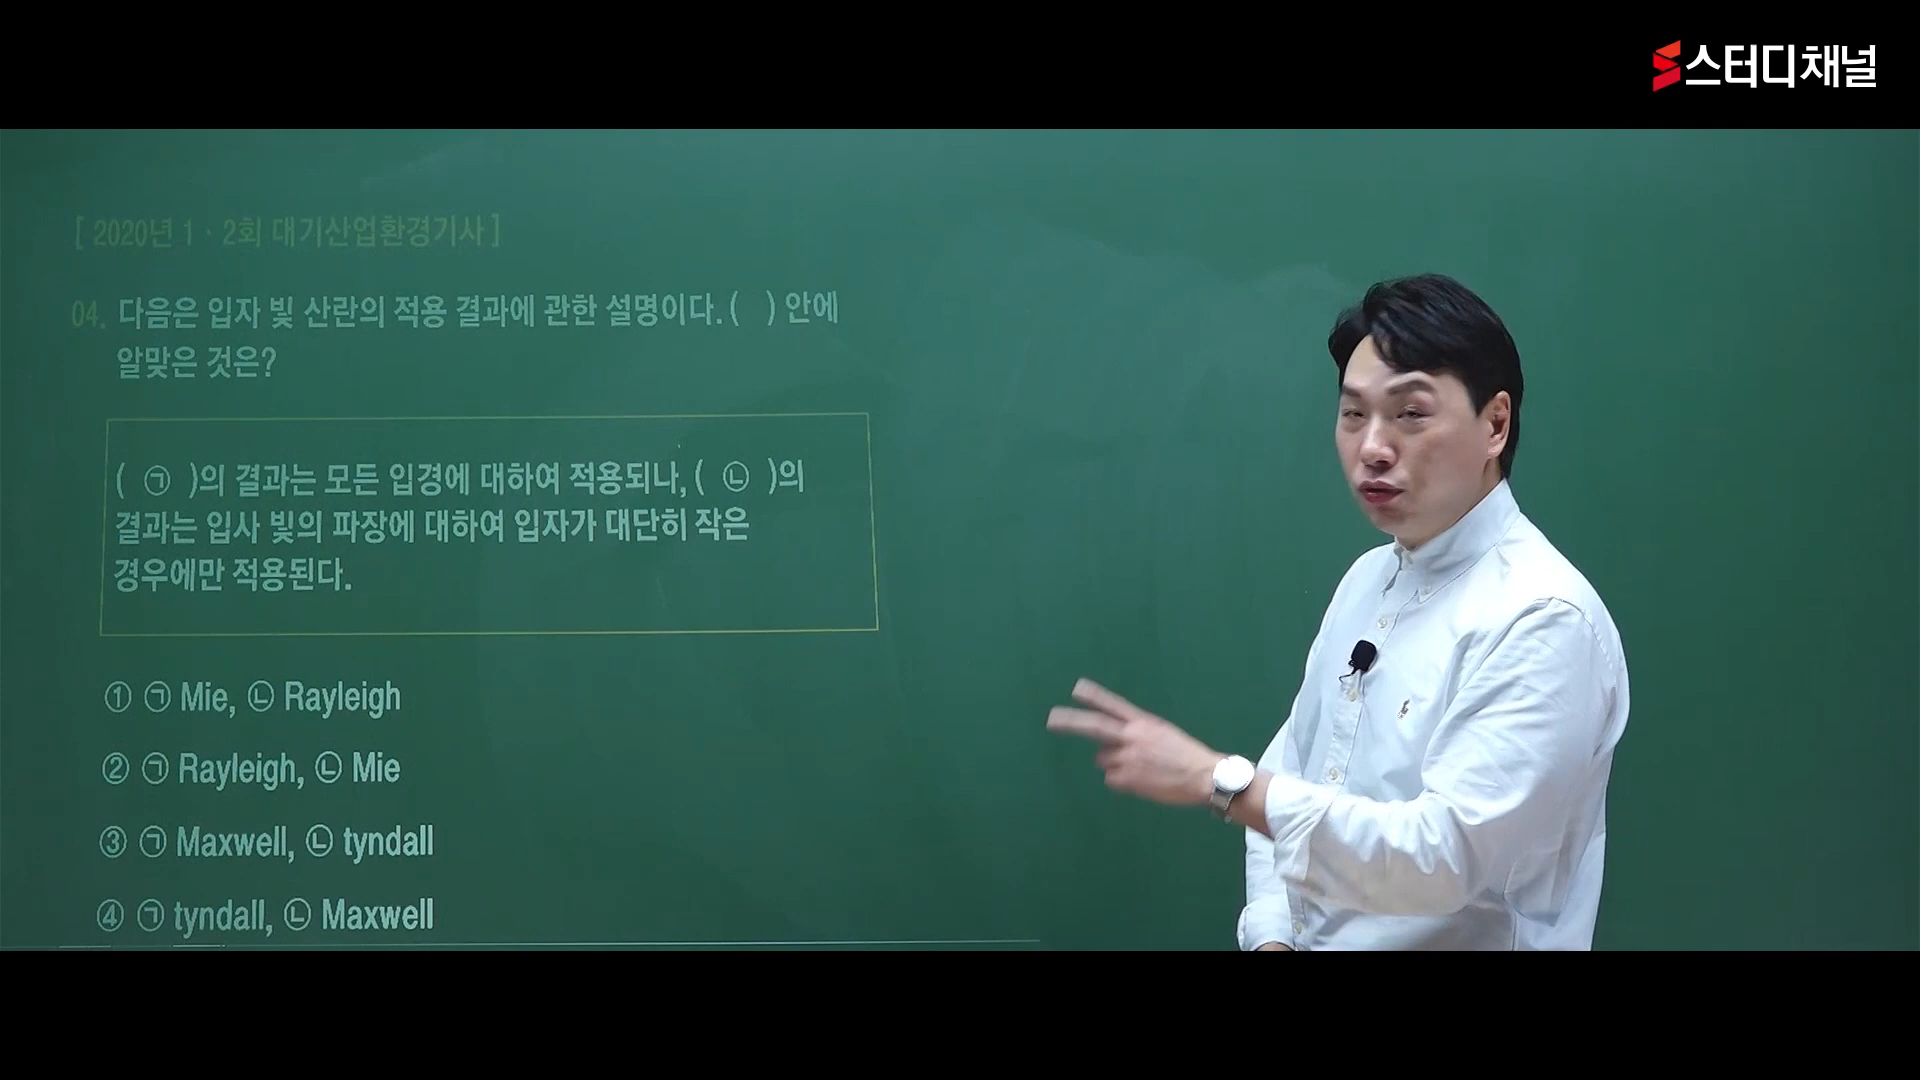 스터디채널
[ 2020년 1 · 2회 대기산업환경기사 ]
04. 다음은 입자 빛 산란의 적용 결과에 관한 설명이다. ( ) 안에
알맞은 것은?
( ㉠ )의 결과는 모든 입경에 대하여 적용되나, ( ㉡ )의
결과는 입사 빛의 파장에 대하여 입자가 대단히 작은
경우에만 적용된다.
① ㉠ Mie, ㉡ Rayleigh
② ㉠ Rayleigh, ㉡ Mie
③ ㉠ Maxwell, ㉡ tyndall
④ ㉠ tyndall, ㉡ Maxwell